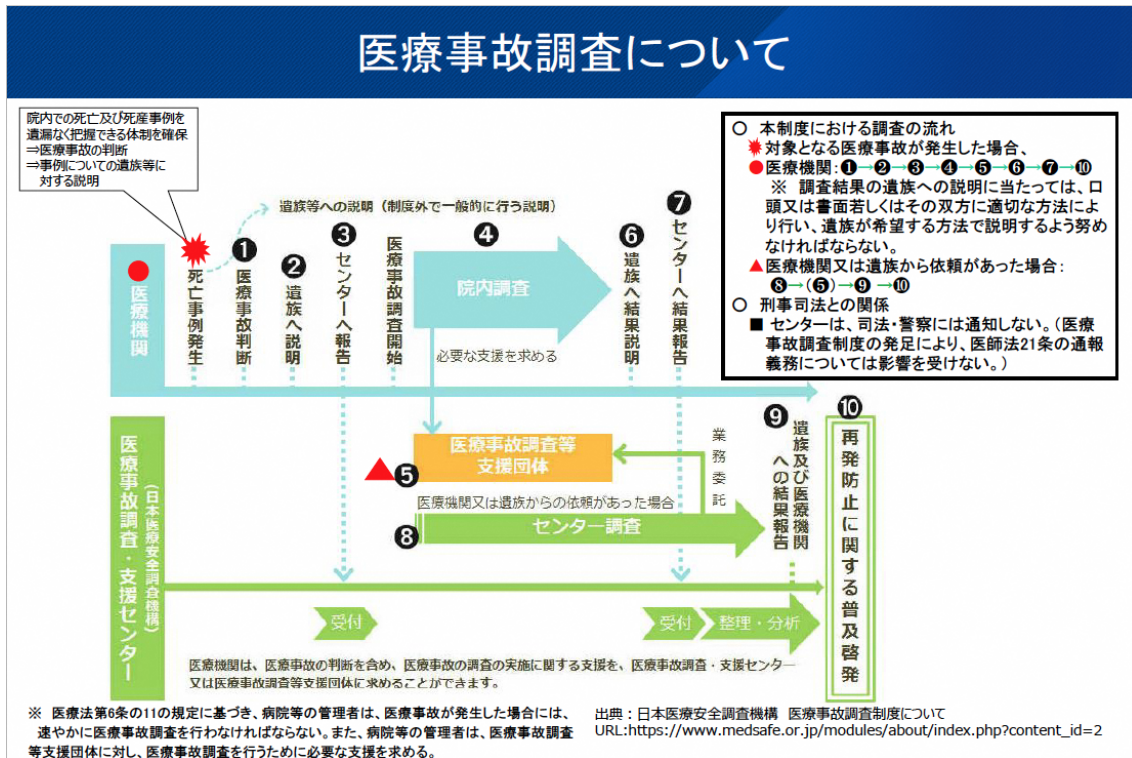 医療事故調査について
院内での死亡及び死産事例を
遺漏なく把握できる体制を確保
⇒医療事故の判断
⇒事例についての遺族等に
対する説明
〇 本制度における調査の流れ
対象となる医療事故が発生した場合、
医療機関：❶→❷→❸→❹→❺→❻→❼→❿
※ 調査結果の遺族への説明に当たっては、口
頭又は書面若しくはその双方に適切な方法によ
り行い、遺族が希望する方法で説明するよう努め
なければならない。
▲医療機関又は遺族から依頼があった場合：
❽→(❺)→❾ →❿
〇 刑事司法との関係
■ センターは、司法・警察には通知しない。（医療
事故調査制度の発足により、医師法21条の通報
義務については影響を受けない。）
遺族等への説明（制度外で一般的に行う説明）
医療機関
死亡事例発生
❶
医療事故判断
❷
遺族へ説明
❸
センターへ報告
医療事故調査開始
❹
院内調査
必要な支援を求める
❻
遺族へ結果説明
❼
センターへ結果報告
医療事故調査・支援センター
（日本医療安全調査機構）
医療事故調査等
支援団体
❺
医療機関又は遺族からの依頼があった場合
❽
センター調査
業務委託
❾
遺族及び医療機関
への結果報告
❿
再発防止に関する普及啓発
受付
受付
整理・分析
医療機関は、医療事故の判断を含め、医療事故の調査の実施に関する支援を、医療事故調査・支援センター
又は医療事故調査等支援団体に求めることができます。
※ 医療法第6条の11の規定に基づき、病院等の管理者は、医療事故が発生した場合には、
速やかに医療事故調査を行わなければならない。また、病院等の管理者は、医療事故調査
等支援団体に対し、医療事故調査を行うために必要な支援を求める。
出典：日本医療安全調査機構 医療事故調査制度について
URL:https://www.medsafe.or.jp/modules/about/index.php?content_id=2